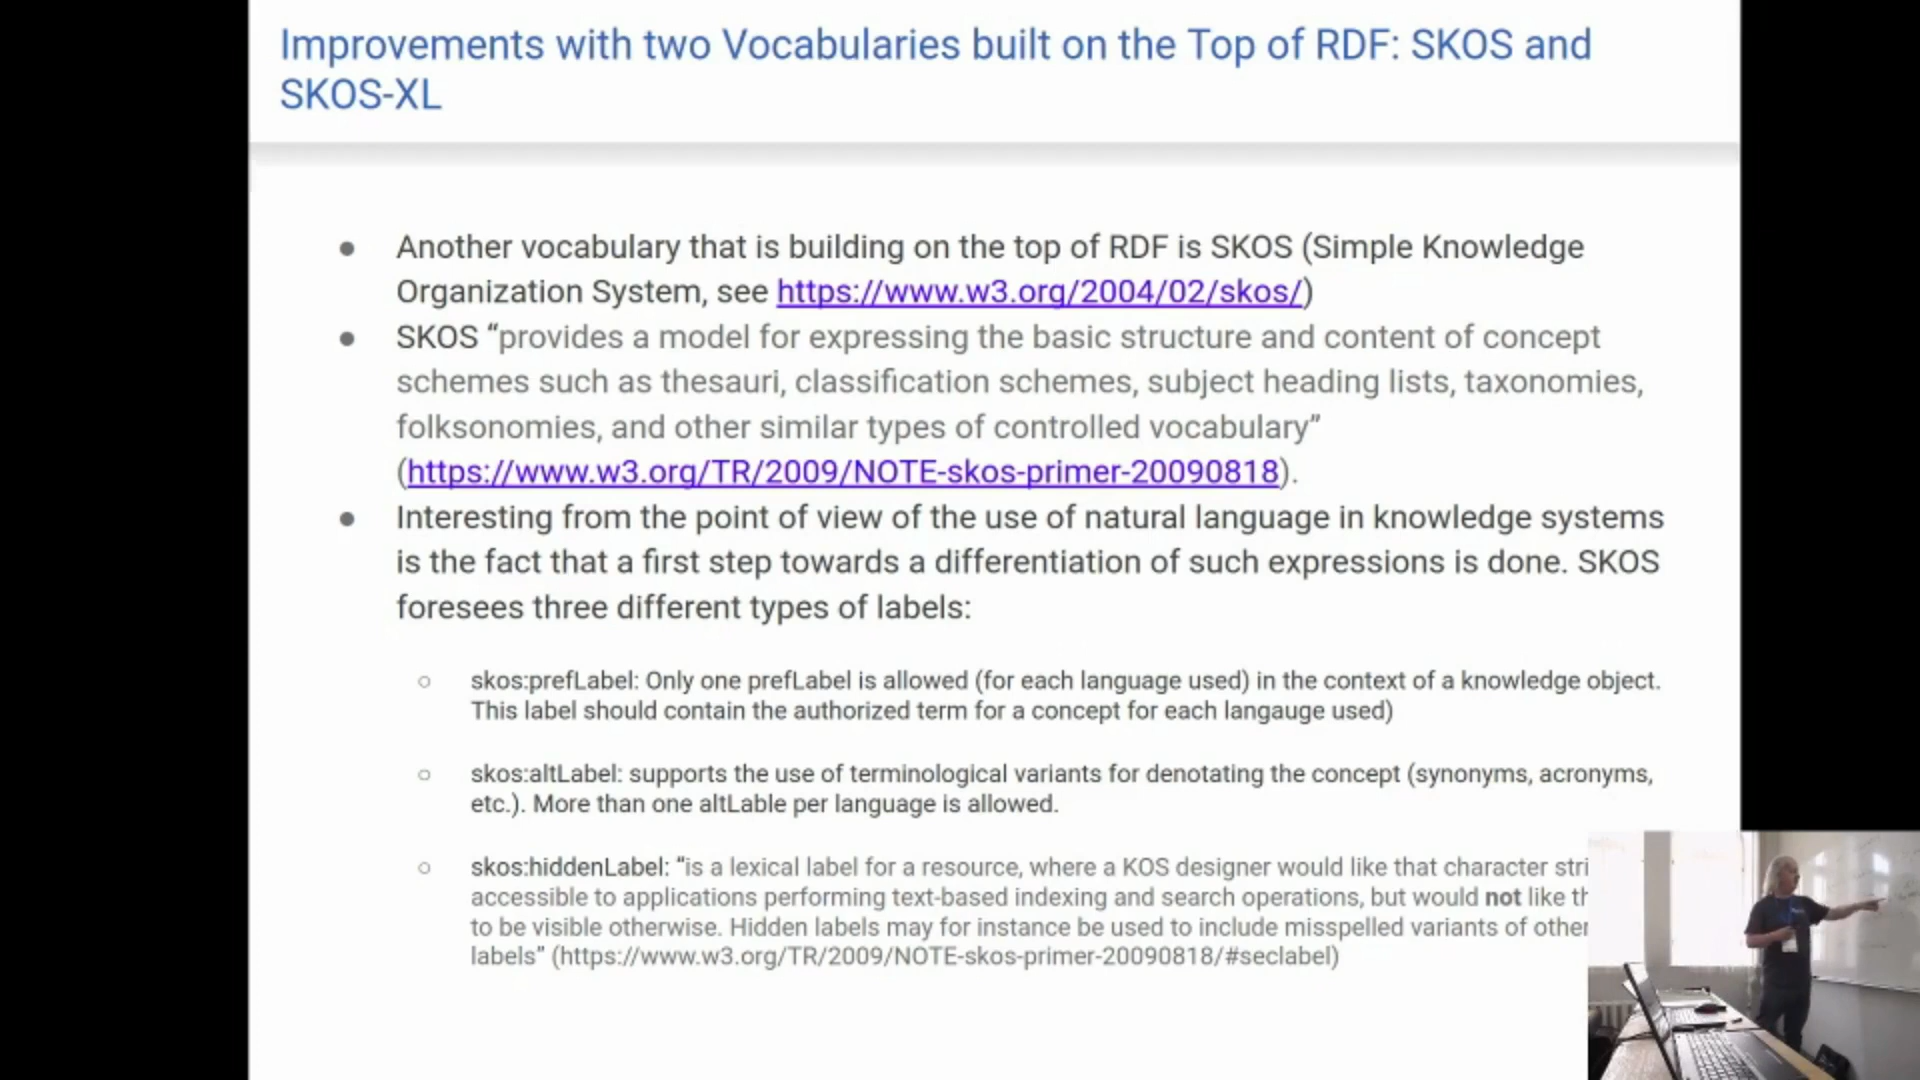 Improvements with two Vocabularies built on the Top of RDF: SKOS and
SKOS-XL
● Another vocabulary that is building on the top of RDF is SKOS (Simple Knowledge
Organization System, see https://www.w3.org/2004/02/skos/)
● SKOS “provides a model for expressing the basic structure and content of concept
schemes such as thesauri, classification schemes, subject heading lists, taxonomies,
folksonomies, and other similar types of controlled vocabulary”
(https://www.w3.org/TR/2009/NOTE-skos-primer-20090818).
● Interesting from the point of view of the use of natural language in knowledge systems
is the fact that a first step towards a differentiation of such expressions is done. SKOS
foresees three different types of labels:
○ skos:prefLabel: Only one prefLabel is allowed (for each language used) in the context of a knowledge object.
This label should contain the authorized term for a concept for each langauge used)
○ skos:altLabel: supports the use of terminological variants for denotating the concept (synonyms, acronyms,
etc.). More than one altLable per language is allowed.
○ skos:hiddenLabel: “is a lexical label for a resource, where a KOS designer would like that character stri
accessible to applications performing text-based indexing and search operations, but would not like th
to be visible otherwise. Hidden labels may for instance be used to include misspelled variants of other
labels” (https://www.w3.org/TR/2009/NOTE-skos-primer-20090818/#seclabel)